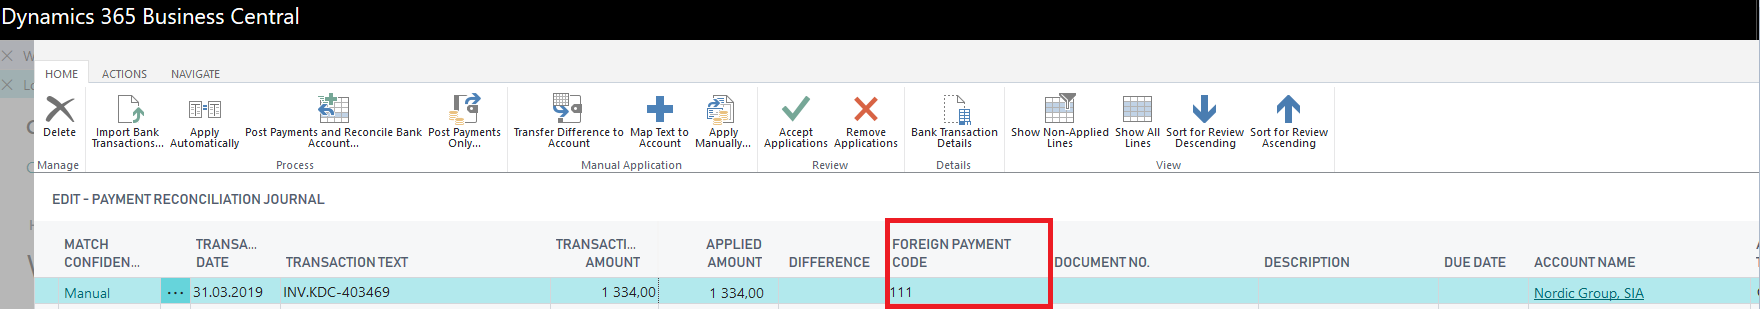 Dynamics 365 Business Central
HOME ACTIONS NAVIGATE
Delete
Import Bank
Transactions...
Apply
Automatically
Post Payments and Reconcile Bank
Account...
Post Payments
Only...
Transfer Difference to
Account
Map Text to
Account
Apply
Manually...
Accept
Applications
Remove
Applications
Bank Transaction
Details
Show Non-Applied
Lines
Show All
Lines
Sort for Review
Descending
Sort for Review
Ascending
Manage Process Manual Application Review Details View
EDIT - PAYMENT RECONCILIATION JOURNAL
MATCH
CONFIDEN...
TRANSA...
DATE
TRANSACTION TEXT
TRANSACTI...
AMOUNT
APPLIED
AMOUNT
DIFFERENCE
FOREIGN PAYMENT
CODE
DOCUMENT NO.
DESCRIPTION
DUE DATE
ACCOUNT NAME
Manual ... 31.03.2019 INV.KDC-403469 1 334,00 1 334,00 111 Nordic Group, SIA